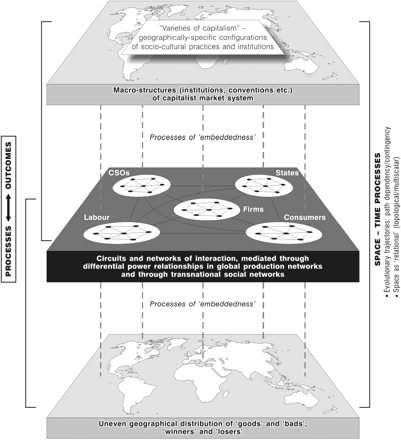 "Varieties of capitalism" –
geographically-specific configurations
of socio-cultural practices and institutions
Macro-structures (institutions, conventions etc.)
of capitalist market system
Processes of 'embeddedness'
CSOs
States
Firms
Labour
Consumers
Circuits and networks of interaction, mediated through
differential power relationships in global production networks
and through transnational social networks
Processes of 'embeddedness'
Uneven geographical distribution of 'goods' and 'bads';
'winners' and 'losers'
PROCESSES OUTCOMES
SPACE – TIME PROCESSES
• Evolutionary trajectories: path dependency/contingency
• Space as 'relational' (topological/multiscalar)